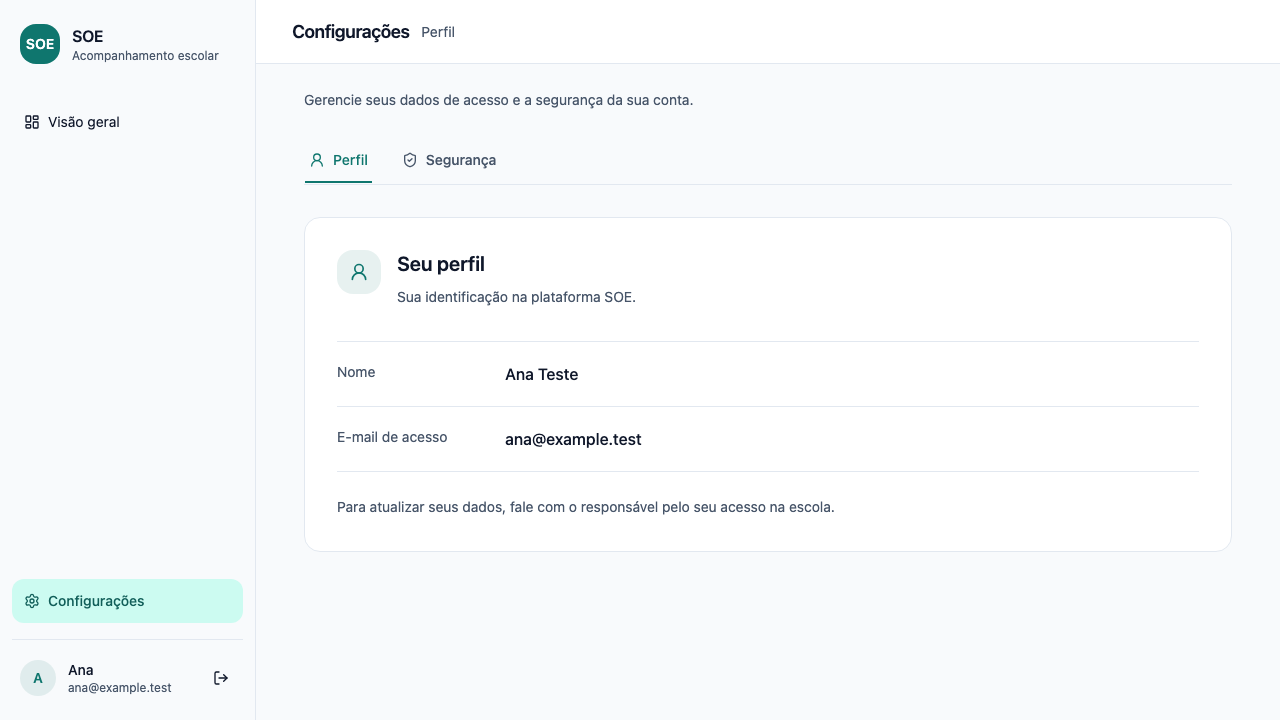 SOE
SOE
Acompanhamento escolar
Visão geral
Configurações
Ana
A
ana@example.test
Configurações Perfil
Gerencie seus dados de acesso e a segurança da sua conta.
Perfil
Segurança
Seu perfil
Sua identificação na plataforma SOE.
Nome
Ana Teste
E-mail de acesso
ana@example.test
Para atualizar seus dados, fale com o responsável pelo seu acesso na escola.